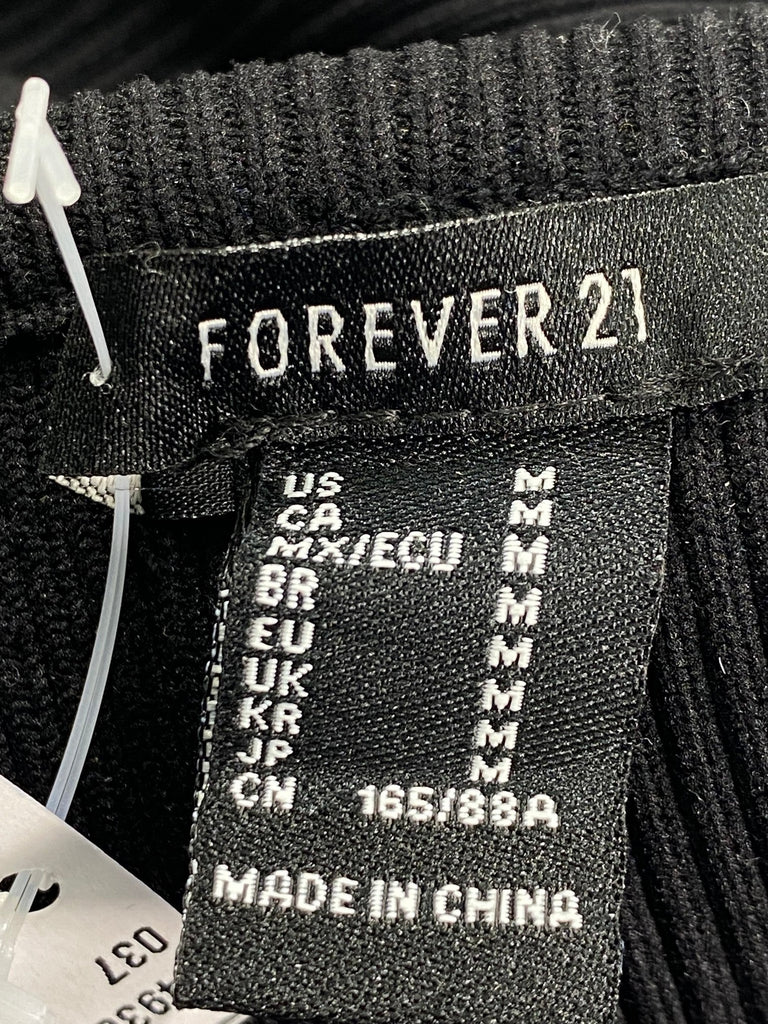 FOREVER 21
US M
CA M
MX/ECU M
BR M
EU M
UK M
KR M
JP M
CN 165/88A
MADE IN CHINA
037